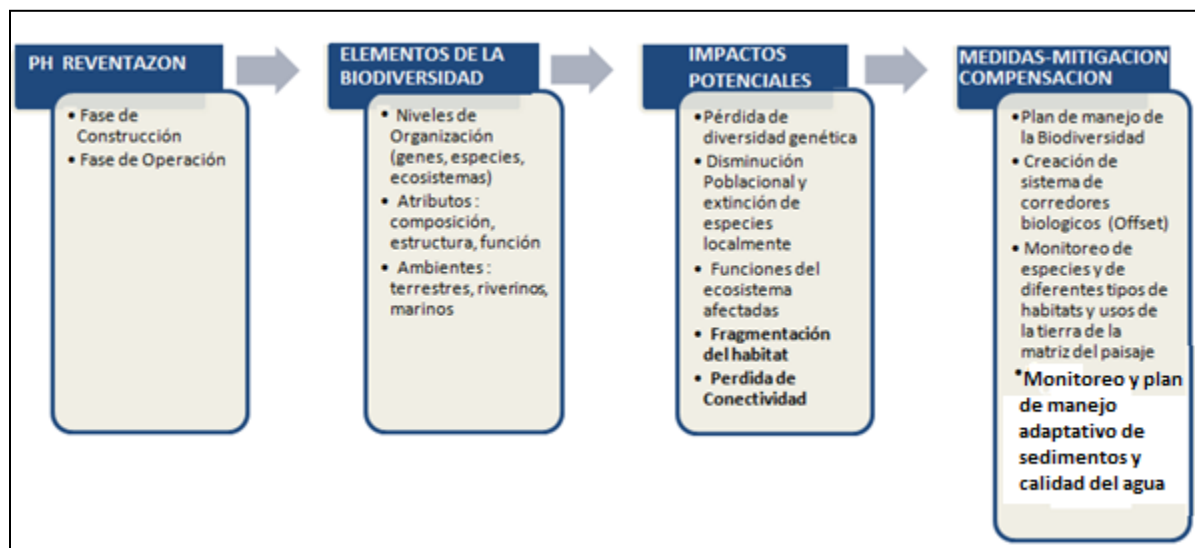 PH REVENTAZON
• Fase de
Construcción
• Fase de Operación
ELEMENTOS DE LA
BIODIVERSIDAD
• Niveles de
Organización
(genes, especies,
ecosistemas)
• Atributos :
composición,
estructura, función
• Ambientes :
terrestres, riverinos,
marinos
IMPACTOS
POTENCIALES
•Pérdida de
diversidad genética
• Disminución
Poblacional y
extinción de
especies
localmente
• Funciones del
ecosistema
afectadas
• Fragmentación
del habitat
• Perdida de
Conectividad
MEDIDAS-MITIGACION
COMPENSACION
•Plan de manejo de
la Biodiversidad
•Creación de
sistema de
corredores
biologicos (Offset)
•Monitoreo de
especies y de
diferentes tipos de
habitats y usos de
la tierra de la
matriz del paisaje
•Monitoreo y plan
de manejo
adaptativo de
sedimentos y
calidad del agua